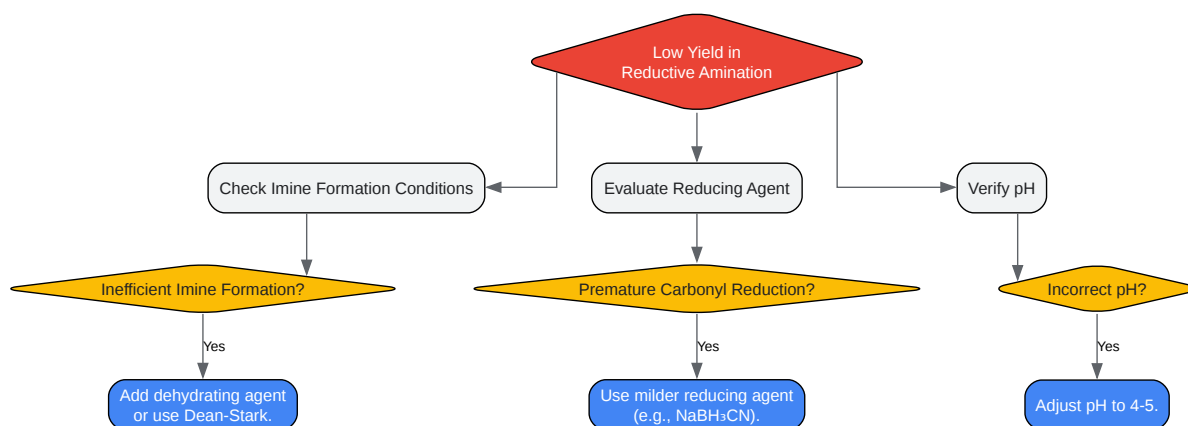 Low Yield in
Reductive Amination
Check Imine Formation Conditions
Evaluate Reducing Agent
Verify pH
Inefficient Imine Formation?
Premature Carbonyl Reduction?
Incorrect pH?
Yes
Yes
Yes
Add dehydrating agent
or use Dean-Stark.
Use milder reducing agent
(e.g., NaBH₃CN).
Adjust pH to 4-5.